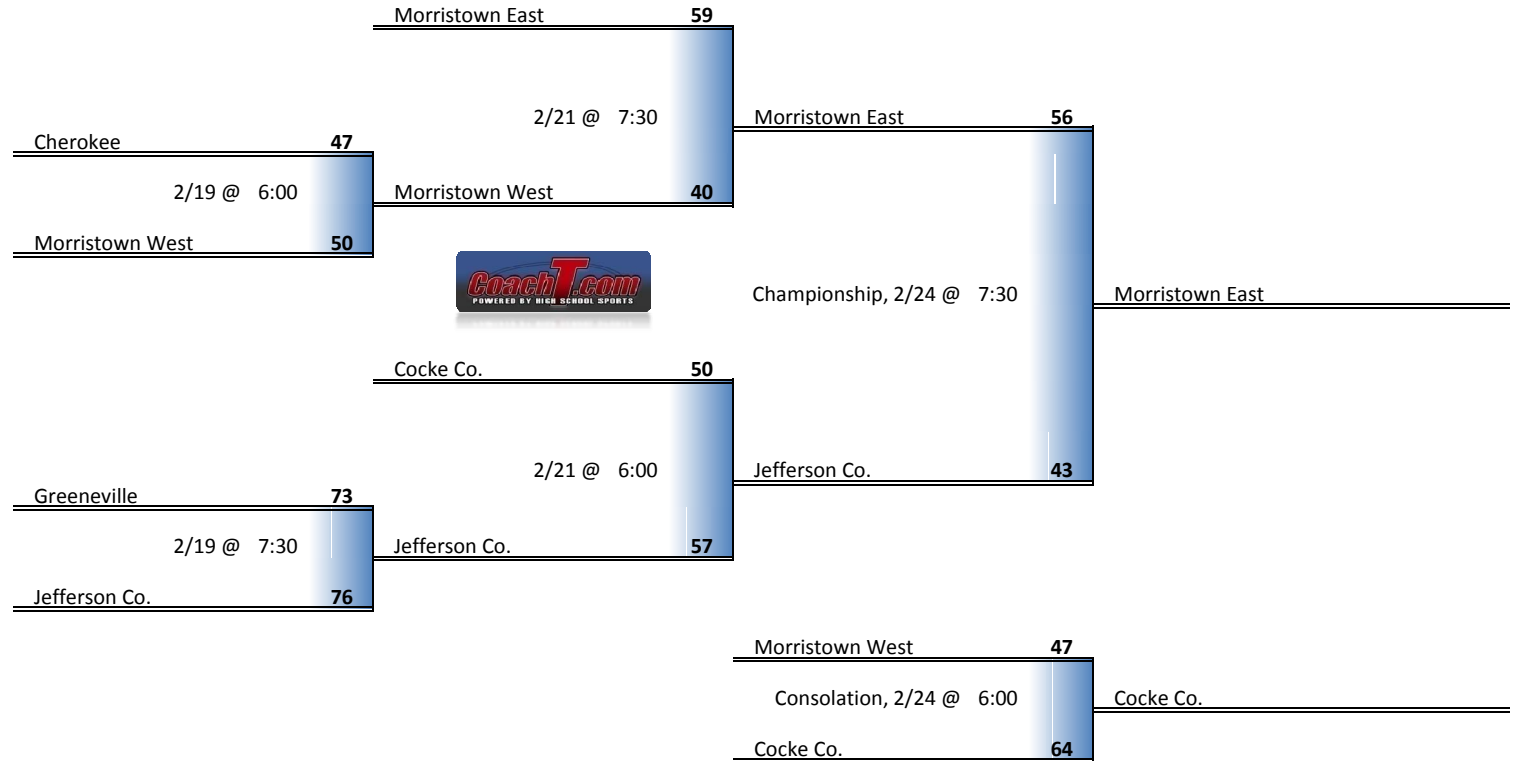 Morristown East 59
2/21 @ 7:30
Morristown East 56
Cherokee 47
2/19 @ 6:00
Morristown West 40
Morristown West 50
CoachT.com
POWERED BY HIGH SCHOOL SPORTS
Championship, 2/24 @ 7:30
Morristown East
Cocke Co. 50
2/21 @ 6:00
Jefferson Co. 43
Greeneville 73
2/19 @ 7:30
Jefferson Co. 57
Jefferson Co. 76
Morristown West 47
Consolation, 2/24 @ 6:00
Cocke Co.
Cocke Co. 64